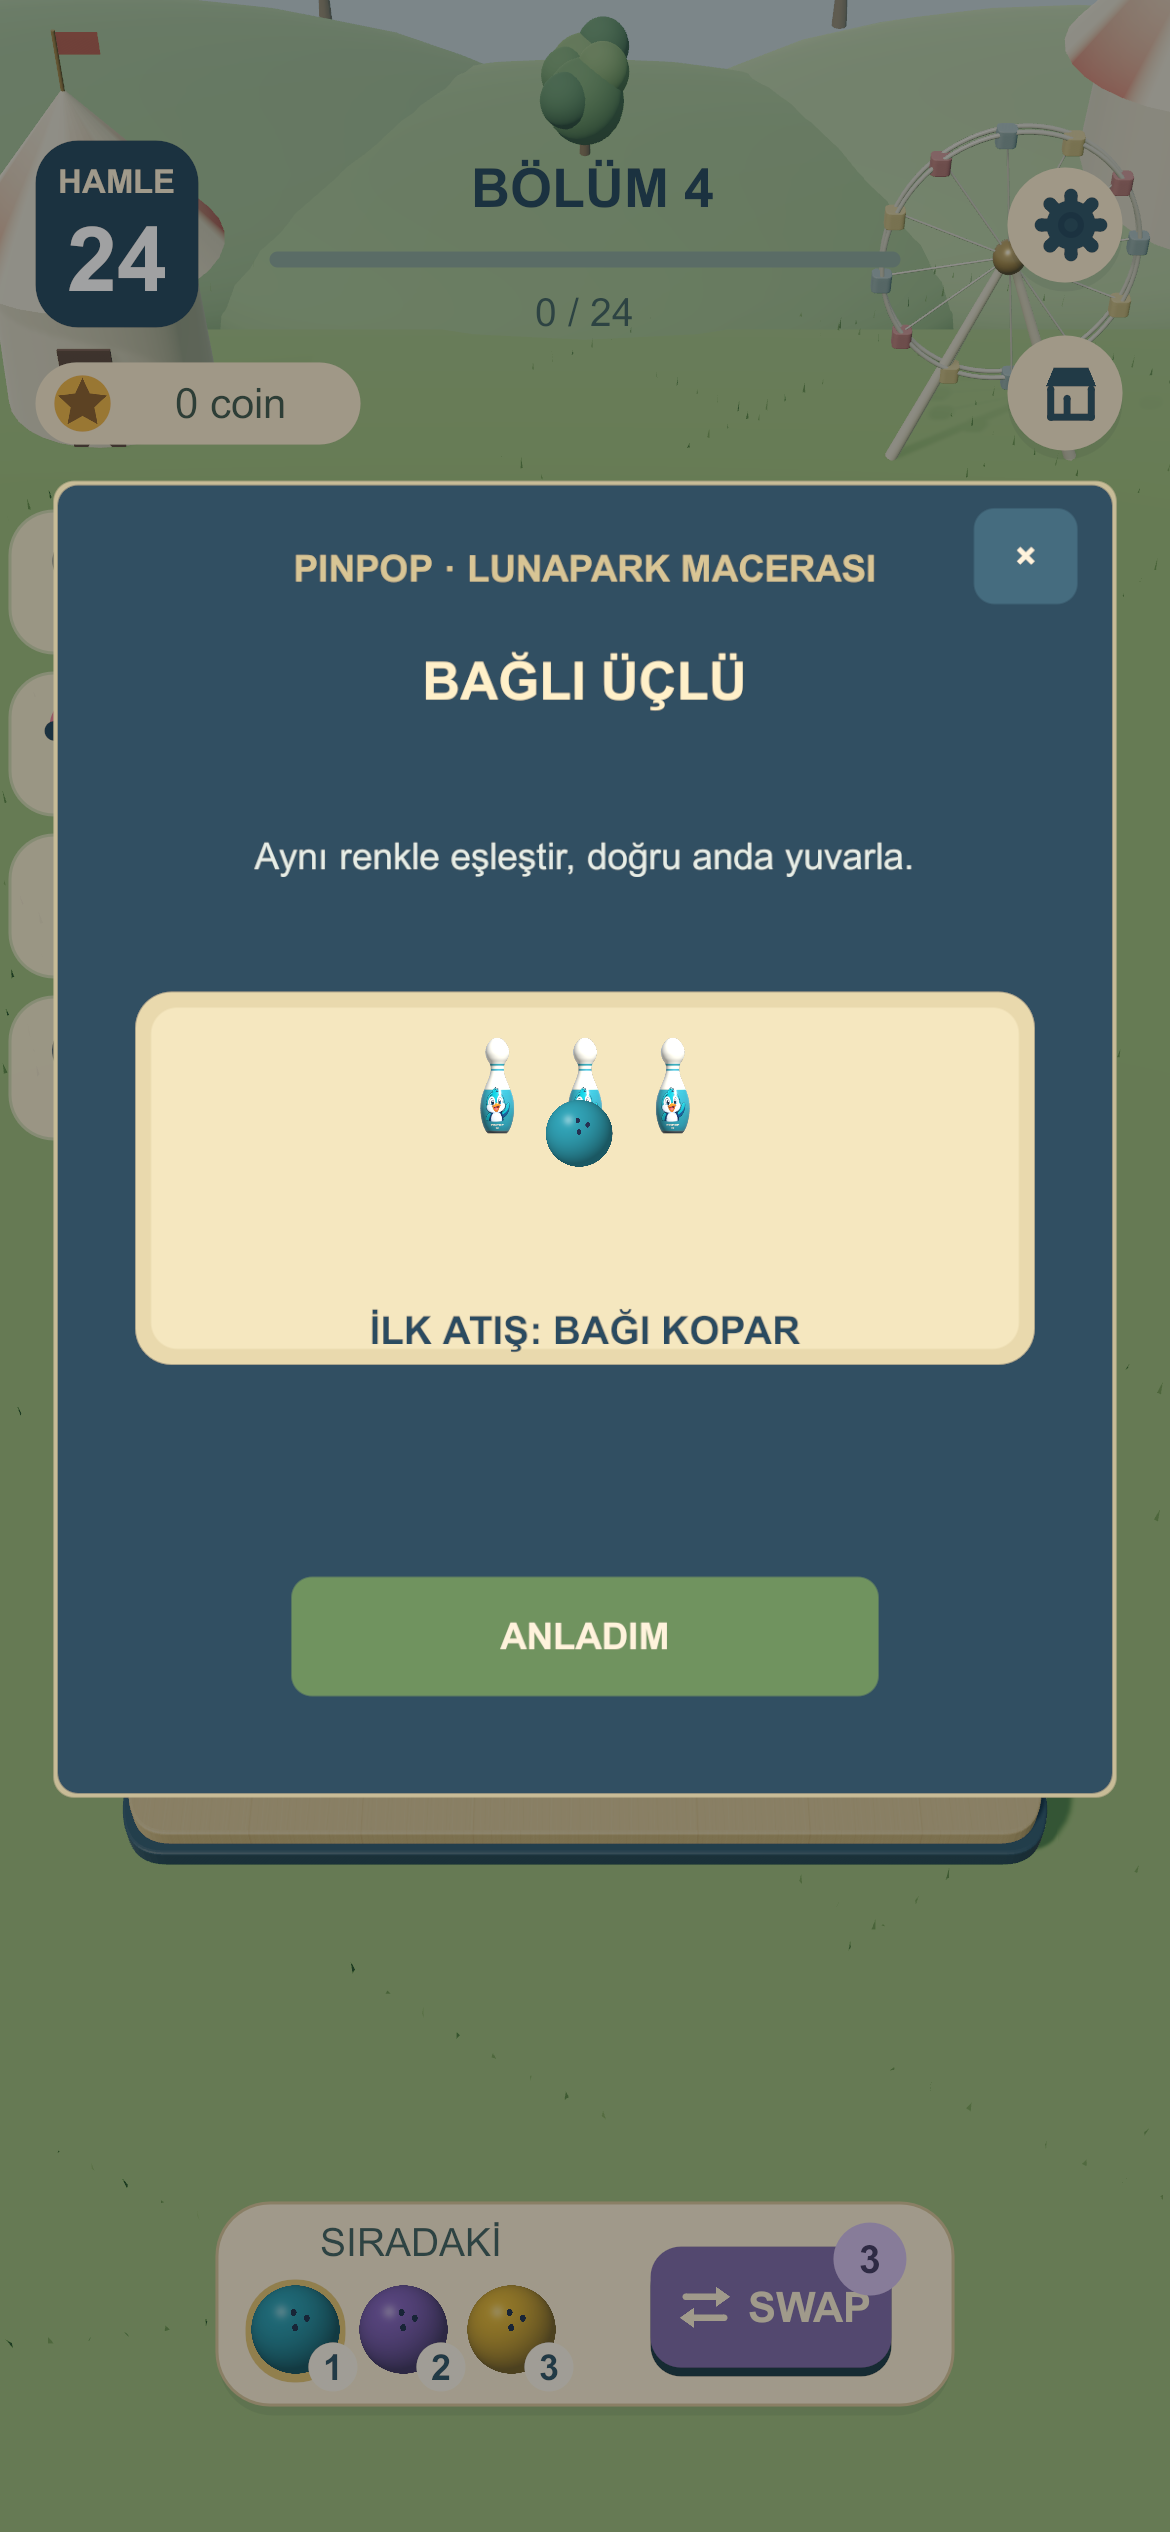 HAMLE
24
BÖLÜM 4
0 / 24
0 coin
PINPOP · LUNAPARK MACERASI
×
BAĞLI ÜÇLÜ
Aynı renkle eşleştir, doğru anda yuvarla.
İLK ATIŞ: BAĞI KOPAR
ANLADIM
SIRADAKİ
1
2
3
SWAP
3